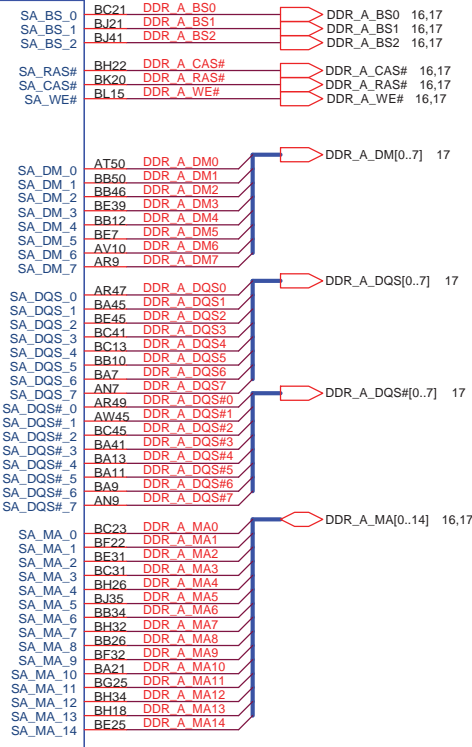 SA_BS_0 BC21 DDR_A_BS0 DDR_A_BS0 16,17
SA_BS_1 BJ21 DDR_A_BS1 DDR_A_BS1 16,17
SA_BS_2 BJ41 DDR_A_BS2 DDR_A_BS2 16,17
SA_RAS# BH22 DDR_A_CAS# DDR_A_CAS# 16,17
SA_CAS# BK20 DDR_A_RAS# DDR_A_RAS# 16,17
SA_WE# BL15 DDR_A_WE# DDR_A_WE# 16,17
DDR_A_DM[0..7] 17
SA_DM_0 AT50 DDR_A_DM0
SA_DM_1 BB50 DDR_A_DM1
SA_DM_2 BB46 DDR_A_DM2
SA_DM_3 BE39 DDR_A_DM3
SA_DM_4 BB12 DDR_A_DM4
SA_DM_5 BE7 DDR_A_DM5
SA_DM_6 AV10 DDR_A_DM6
SA_DM_7 AR9 DDR_A_DM7
DDR_A_DQS[0..7] 17
SA_DQS_0 AR47 DDR_A_DQS0
SA_DQS_1 BA45 DDR_A_DQS1
SA_DQS_2 BE45 DDR_A_DQS2
SA_DQS_3 BC41 DDR_A_DQS3
SA_DQS_4 BC13 DDR_A_DQS4
SA_DQS_5 BB10 DDR_A_DQS5
SA_DQS_6 BA7 DDR_A_DQS6
SA_DQS_7 AN7 DDR_A_DQS7
DDR_A_DQS#[0..7] 17
SA_DQS#_0 AR49 DDR_A_DQS#0
SA_DQS#_1 AW45 DDR_A_DQS#1
SA_DQS#_2 BC45 DDR_A_DQS#2
SA_DQS#_3 BA41 DDR_A_DQS#3
SA_DQS#_4 BA13 DDR_A_DQS#4
SA_DQS#_5 BA11 DDR_A_DQS#5
SA_DQS#_6 BA9 DDR_A_DQS#6
SA_DQS#_7 AN9 DDR_A_DQS#7
DDR_A_MA[0..14] 16,17
SA_MA_0 BC23 DDR_A_MA0
SA_MA_1 BF22 DDR_A_MA1
SA_MA_2 BE31 DDR_A_MA2
SA_MA_3 BC31 DDR_A_MA3
SA_MA_4 BH26 DDR_A_MA4
SA_MA_5 BJ35 DDR_A_MA5
SA_MA_6 BB34 DDR_A_MA6
SA_MA_7 BH32 DDR_A_MA7
SA_MA_8 BB26 DDR_A_MA8
SA_MA_9 BF32 DDR_A_MA9
SA_MA_10 BA21 DDR_A_MA10
SA_MA_11 BG25 DDR_A_MA11
SA_MA_12 BH34 DDR_A_MA12
SA_MA_13 BH18 DDR_A_MA13
SA_MA_14 BE25 DDR_A_MA14